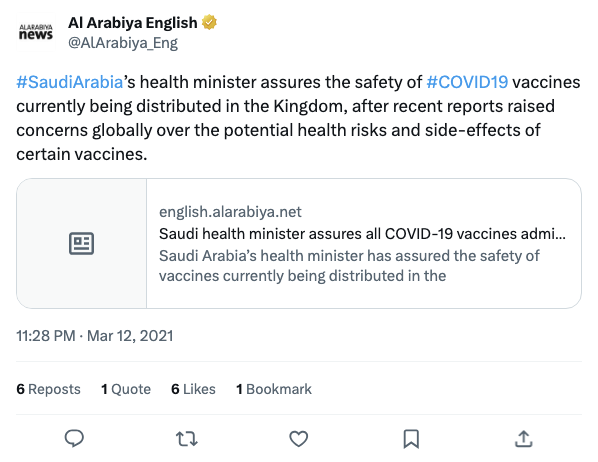 ALARABIYA
news
Al Arabiya English
@AlArabiya_Eng
#SaudiArabia's health minister assures the safety of #COVID19 vaccines
currently being distributed in the Kingdom, after recent reports raised
concerns globally over the potential health risks and side-effects of
certain vaccines.
english.alarabiya.net
Saudi health minister assures all COVID-19 vaccines admi...
Saudi Arabia's health minister has assured the safety of
vaccines currently being distributed in the
11:28 PM · Mar 12, 2021
6 Reposts 1 Quote 6 Likes 1 Bookmark